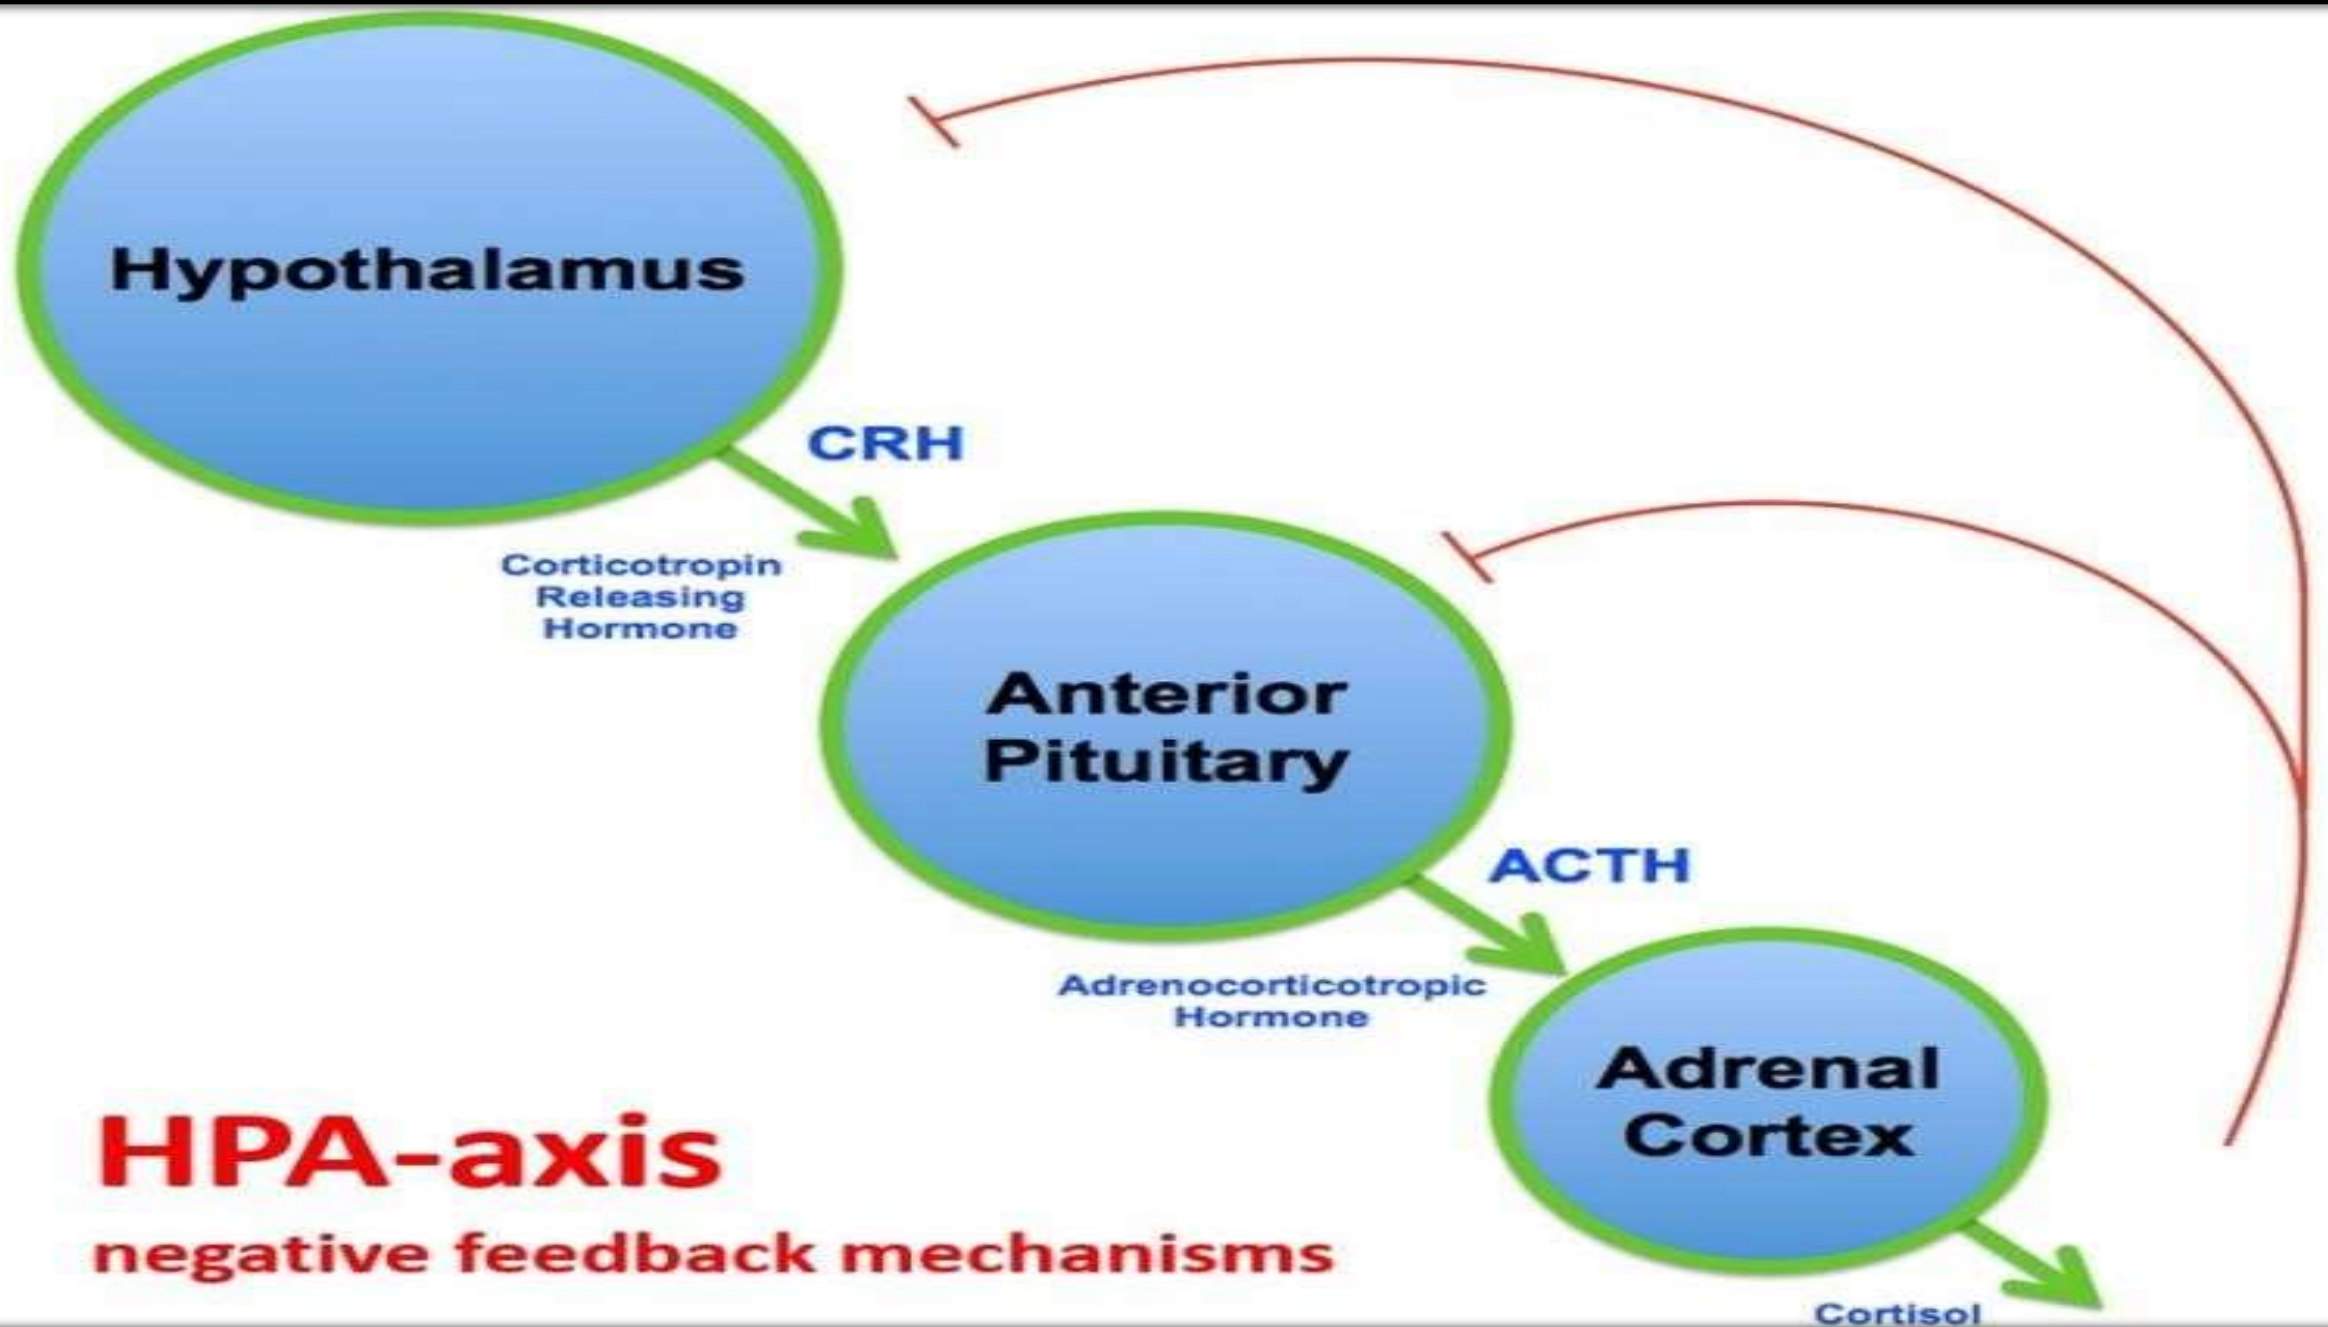 Hypothalamus
CRH
Corticotropin
Releasing
Hormone
Anterior
Pituitary
ACTH
Adrenocorticotropic
Hormone
Adrenal
Cortex
Cortisol
HPA-axis
negative feedback mechanisms